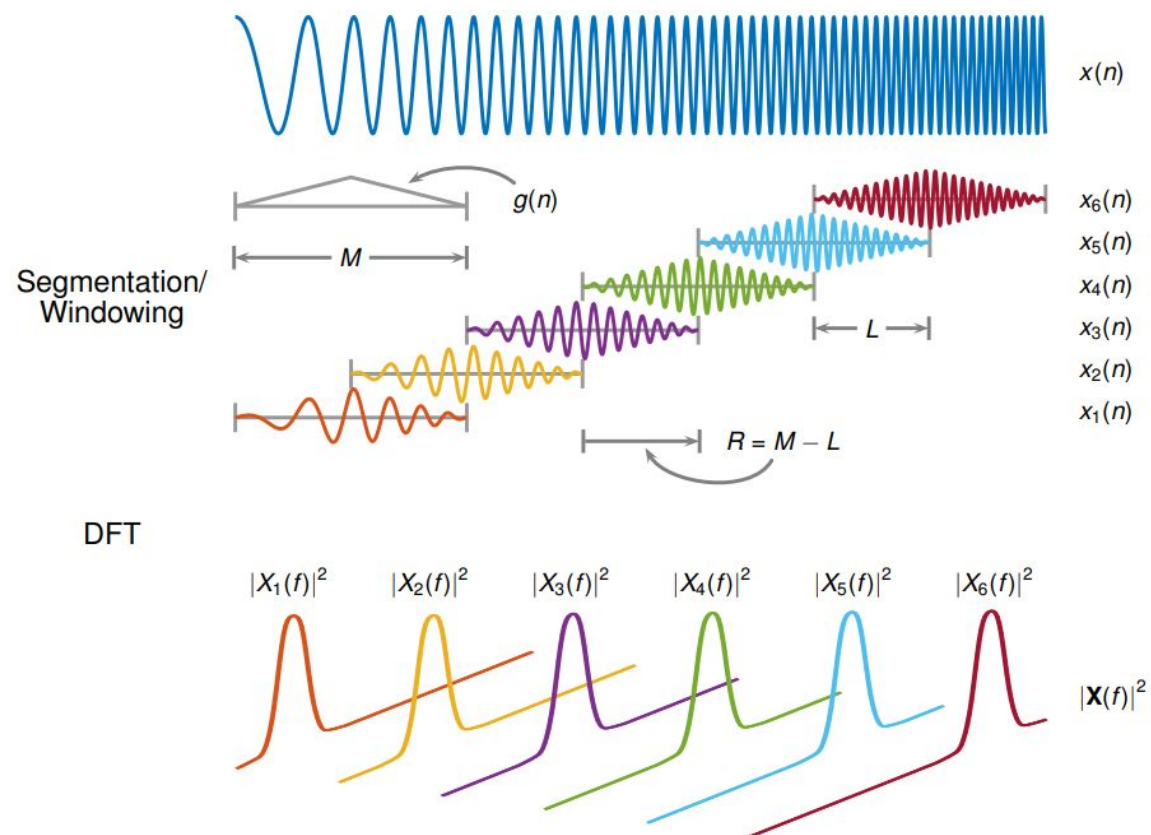 x(n)
g(n)
M
Segmentation/
Windowing
x₆(n)
x₅(n)
x₄(n)
x₃(n)
L
x₂(n)
x₁(n)
R = M − L
DFT
|X₁(f)|² |X₂(f)|² |X₃(f)|² |X₄(f)|² |X₅(f)|² |X₆(f)|²
|𝐗(f)|²